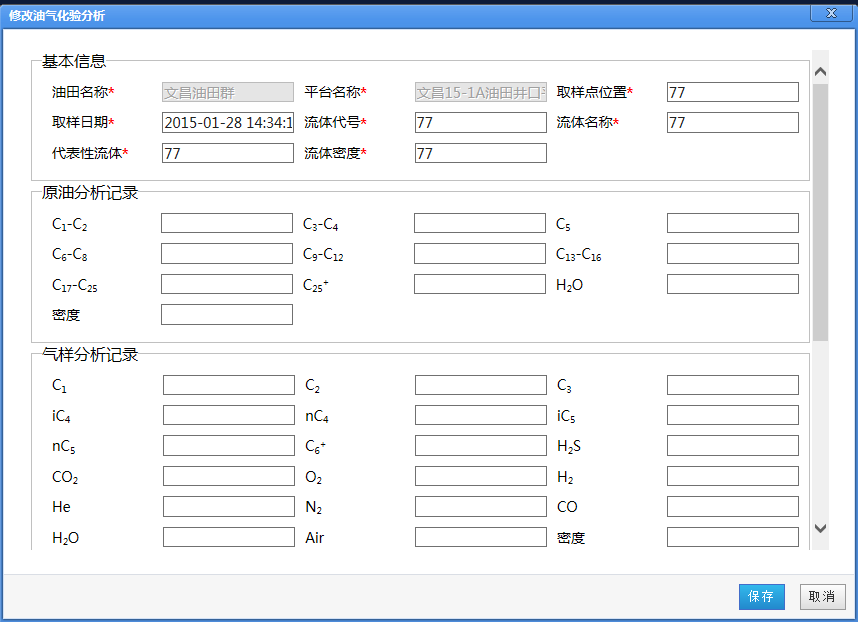 修改油气化验分析
基本信息
油田名称* 文昌油田群 平台名称* 文昌15-1A油田井口 取样点位置* 77
取样日期* 2015-01-28 14:34:1 流体代号* 77 流体名称* 77
代表性流体* 77 流体密度* 77
原油分析记录
C₁-C₂ C₃-C₄ C₅
C₆-C₈ C₉-C₁₂ C₁₃-C₁₆
C₁₇-C₂₅ C₂₅⁺ H₂O
密度
气样分析记录
C₁ C₂ C₃
iC₄ nC₄ iC₅
nC₅ C₆⁺ H₂S
CO₂ O₂ H₂
He N₂ CO
H₂O Air 密度
保存 取消